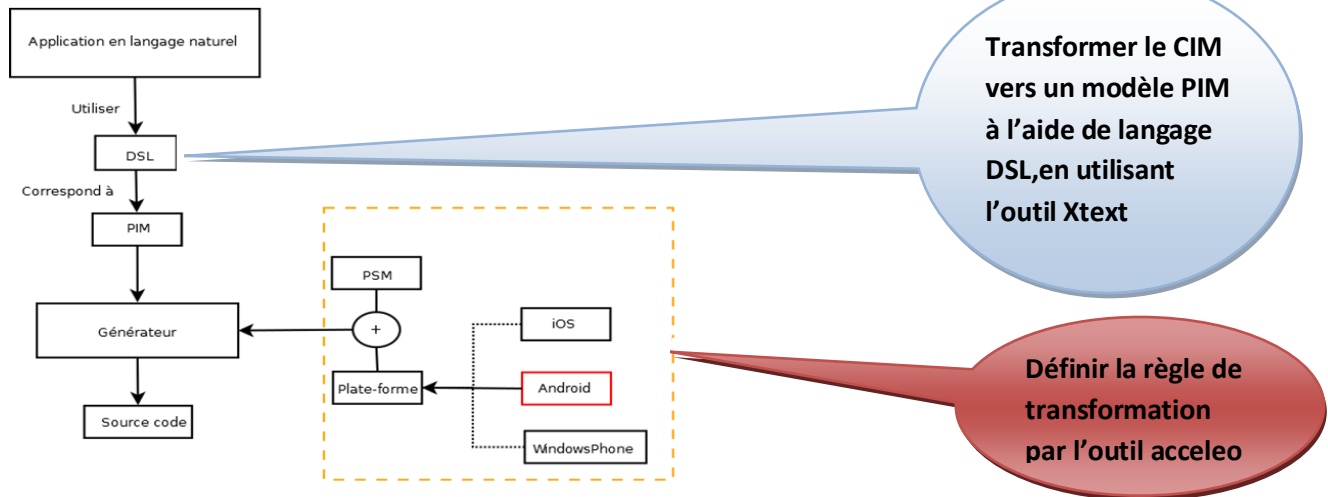 Application en langage naturel
Utiliser
DSL
Correspond à
PIM
Générateur
Source code
PSM
+
Plate-forme
iOS
Android
WindowsPhone
Transformer le CIM
vers un modèle PIM
à l’aide de langage
DSL,en utilisant
l’outil Xtext
Définir la règle de
transformation
par l’outil acceleo